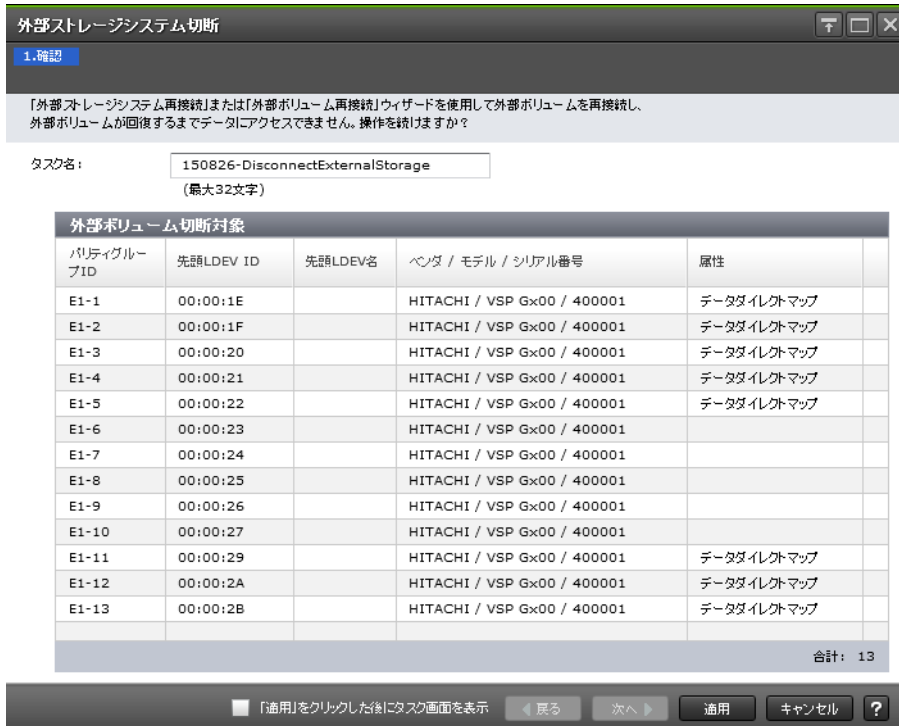 外部ストレージシステム切断
1.確認
「外部ストレージシステム再接続」または「外部ボリューム再接続」ウィザードを使用して外部ボリュームを再接続し、
外部ボリュームが回復するまでデータにアクセスできません。操作を続けますか？
タスク名： 150826-DisconnectExternalStorage
(最大32文字)
外部ボリューム切断対象
パリティグルー
プID 先頭LDEV ID 先頭LDEV名 ベンダ / モデル / シリアル番号 属性
E1-1 00:00:1E HITACHI / VSP Gx00 / 400001 データダイレクトマップ
E1-2 00:00:1F HITACHI / VSP Gx00 / 400001 データダイレクトマップ
E1-3 00:00:20 HITACHI / VSP Gx00 / 400001 データダイレクトマップ
E1-4 00:00:21 HITACHI / VSP Gx00 / 400001 データダイレクトマップ
E1-5 00:00:22 HITACHI / VSP Gx00 / 400001 データダイレクトマップ
E1-6 00:00:23 HITACHI / VSP Gx00 / 400001
E1-7 00:00:24 HITACHI / VSP Gx00 / 400001
E1-8 00:00:25 HITACHI / VSP Gx00 / 400001
E1-9 00:00:26 HITACHI / VSP Gx00 / 400001
E1-10 00:00:27 HITACHI / VSP Gx00 / 400001
E1-11 00:00:29 HITACHI / VSP Gx00 / 400001 データダイレクトマップ
E1-12 00:00:2A HITACHI / VSP Gx00 / 400001 データダイレクトマップ
E1-13 00:00:2B HITACHI / VSP Gx00 / 400001 データダイレクトマップ
合計： 13
「適用」をクリックした後にタスク画面を表示 戻る 次へ 適用 キャンセル ?